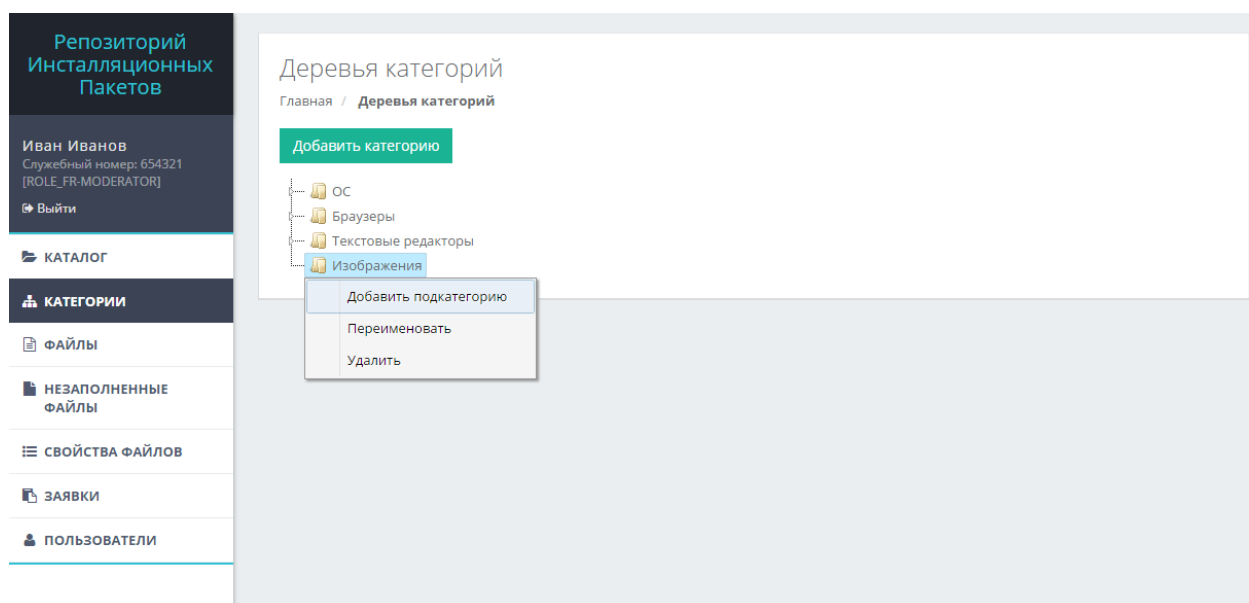 Репозиторий
Инсталляционных
Пакетов
Иван Иванов
Служебный номер: 654321
[ROLE_FR-MODERATOR]
Выйти
КАТАЛОГ
КАТЕГОРИИ
ФАЙЛЫ
НЕЗАПОЛНЕННЫЕ
ФАЙЛЫ
СВОЙСТВА ФАЙЛОВ
ЗАЯВКИ
ПОЛЬЗОВАТЕЛИ
Деревья категорий
Главная / Деревья категорий
Добавить категорию
ОС
Браузеры
Текстовые редакторы
Изображения
Добавить подкатегорию
Переименовать
Удалить